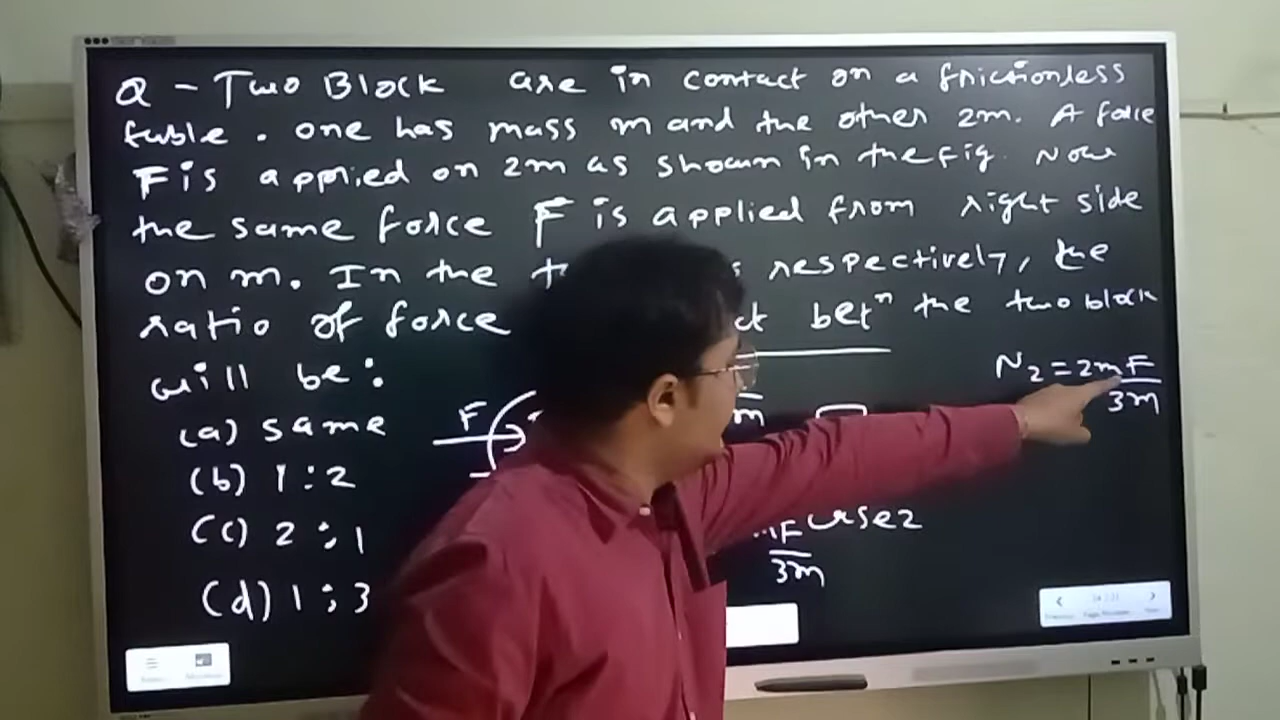 Q - Two Block are in contact on a frictionless
table. one has mass m and the other 2m. A force
F is applied on 2m as shown in the fig. Now
the same force F is applied from right side
on m. In the respectively, the
ratio of force betⁿ the two block
will be:
(a) same
(b) 1:2
(c) 2:1
(d) 1:3
F
m
N2 = 2mF
3m
mF case 2
3m